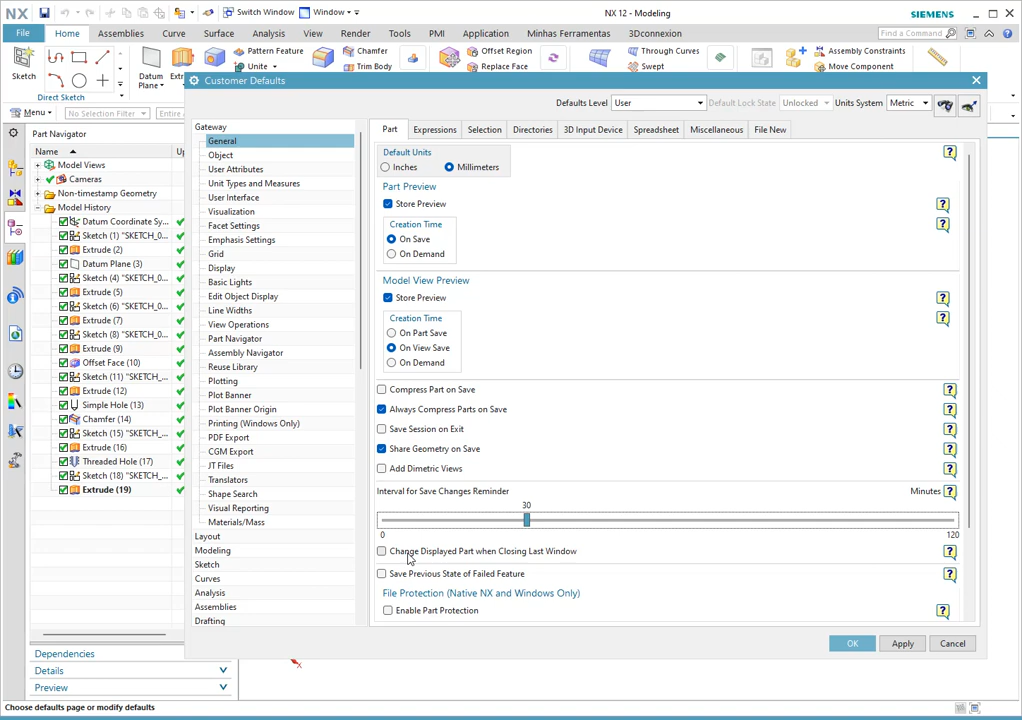 NX
Switch Window
Window
NX 12 - Modeling
SIEMENS
File
Home
Assemblies
Curve
Surface
Analysis
View
Render
Tools
PMI
Application
Minhas Ferramentas
3Dconnexion
Find a Command
Sketch
Datum
Plane
Pattern Feature
Unite
Chamfer
Trim Body
Offset Region
Replace Face
Through Curves
Swept
Assembly Constraints
Move Component
Direct Sketch
Menu
No Selection Filter
Entire
Customer Defaults
Defaults Level
User
Default Lock State
Unlocked
Units System
Metric
Part Navigator
Name
Model Views
Cameras
Non-timestamp Geometry
Model History
Datum Coordinate Sy...
Sketch (1) "SKETCH_0...
Extrude (2)
Datum Plane (3)
Sketch (4) "SKETCH_0...
Extrude (5)
Sketch (6) "SKETCH_0...
Extrude (7)
Sketch (8) "SKETCH_0...
Extrude (9)
Offset Face (10)
Sketch (11) "SKETCH_...
Extrude (12)
Simple Hole (13)
Chamfer (14)
Sketch (15) "SKETCH_...
Extrude (16)
Threaded Hole (17)
Sketch (18) "SKETCH_...
Extrude (19)
Dependencies
Details
Preview
Gateway
General
Object
User Attributes
Unit Types and Measures
User Interface
Visualization
Facet Settings
Emphasis Settings
Grid
Display
Basic Lights
Edit Object Display
Line Widths
View Operations
Part Navigator
Assembly Navigator
Reuse Library
Plotting
Plot Banner
Plot Banner Origin
Printing (Windows Only)
PDF Export
CGM Export
JT Files
Translators
Shape Search
Visual Reporting
Materials/Mass
Layout
Modeling
Sketch
Curves
Analysis
Assemblies
Drafting
Part
Expressions
Selection
Directories
3D Input Device
Spreadsheet
Miscellaneous
File New
Default Units
Inches
Millimeters
Part Preview
Store Preview
Creation Time
On Save
On Demand
Model View Preview
Store Preview
Creation Time
On Part Save
On View Save
On Demand
Compress Part on Save
Always Compress Parts on Save
Save Session on Exit
Share Geometry on Save
Add Dimetric Views
Interval for Save Changes Reminder
Minutes
30
0
120
Change Displayed Part when Closing Last Window
Save Previous State of Failed Feature
File Protection (Native NX and Windows Only)
Enable Part Protection
OK
Apply
Cancel
Choose defaults page or modify defaults